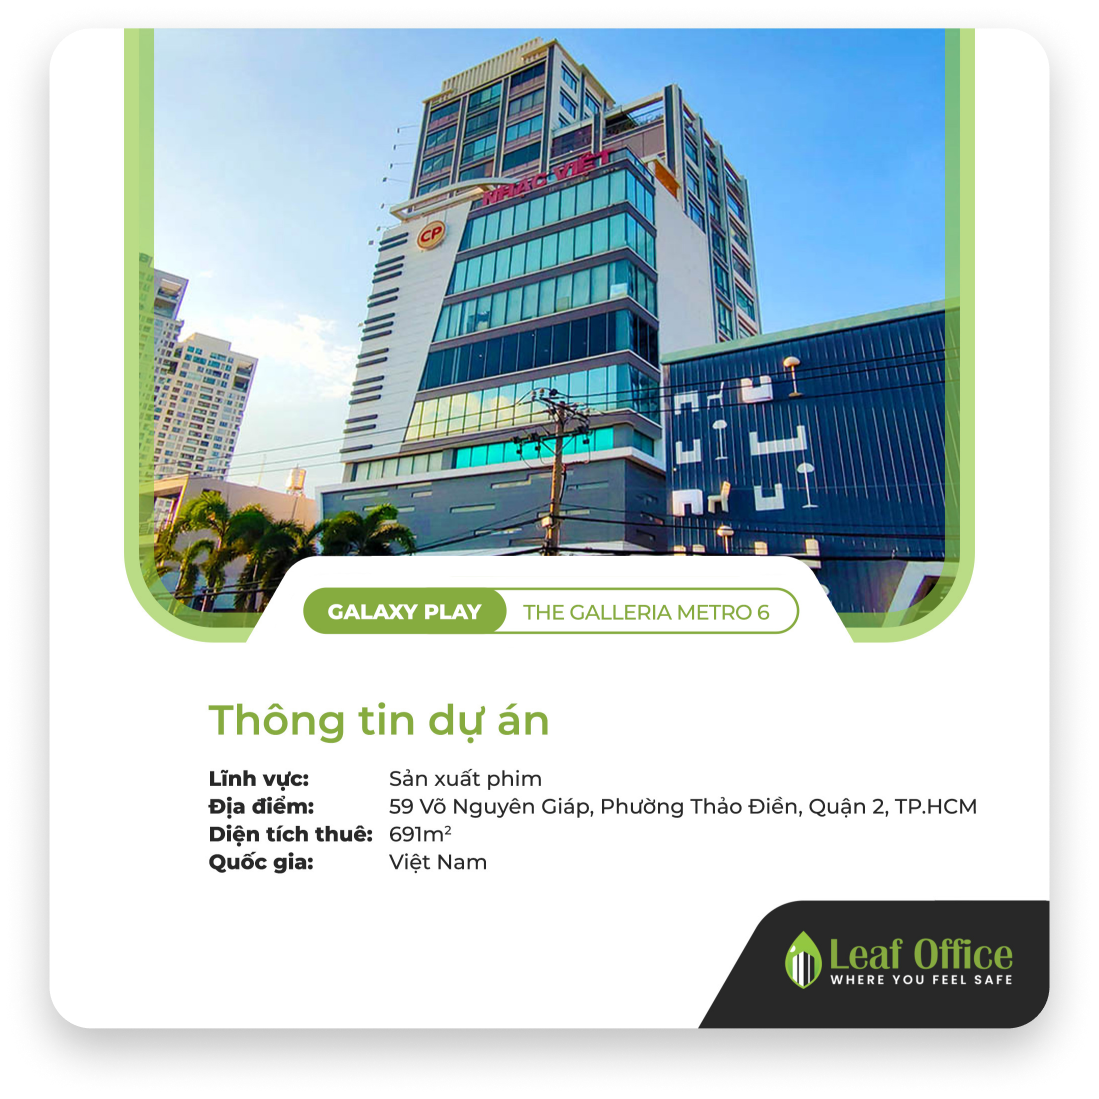 NHẠC VIỆT
CP
GALAXY PLAY THE GALLERIA METRO 6
Thông tin dự án
Lĩnh vực: Sản xuất phim
Địa điểm: 59 Võ Nguyên Giáp, Phường Thảo Điền, Quận 2, TP.HCM
Diện tích thuê: 691m²
Quốc gia: Việt Nam
Leaf Office
WHERE YOU FEEL SAFE